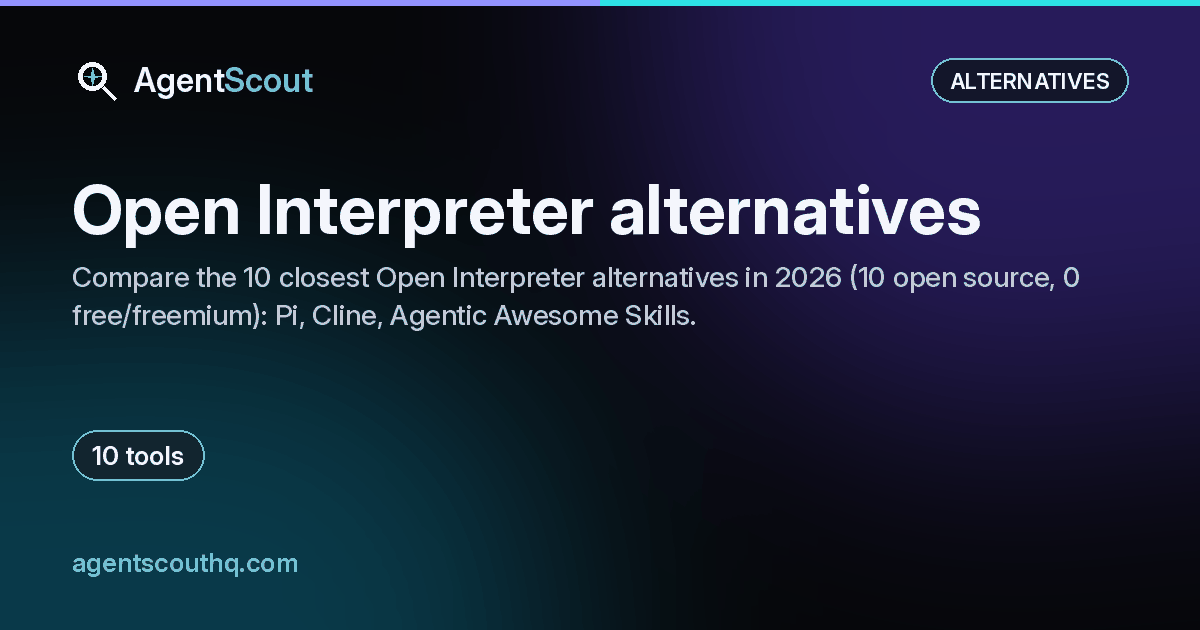 AgentScout
ALTERNATIVES
Open Interpreter alternatives
Compare the 10 closest Open Interpreter alternatives in 2026 (10 open source, 0
free/freemium): Pi, Cline, Agentic Awesome Skills.
10 tools
agentscouthq.com